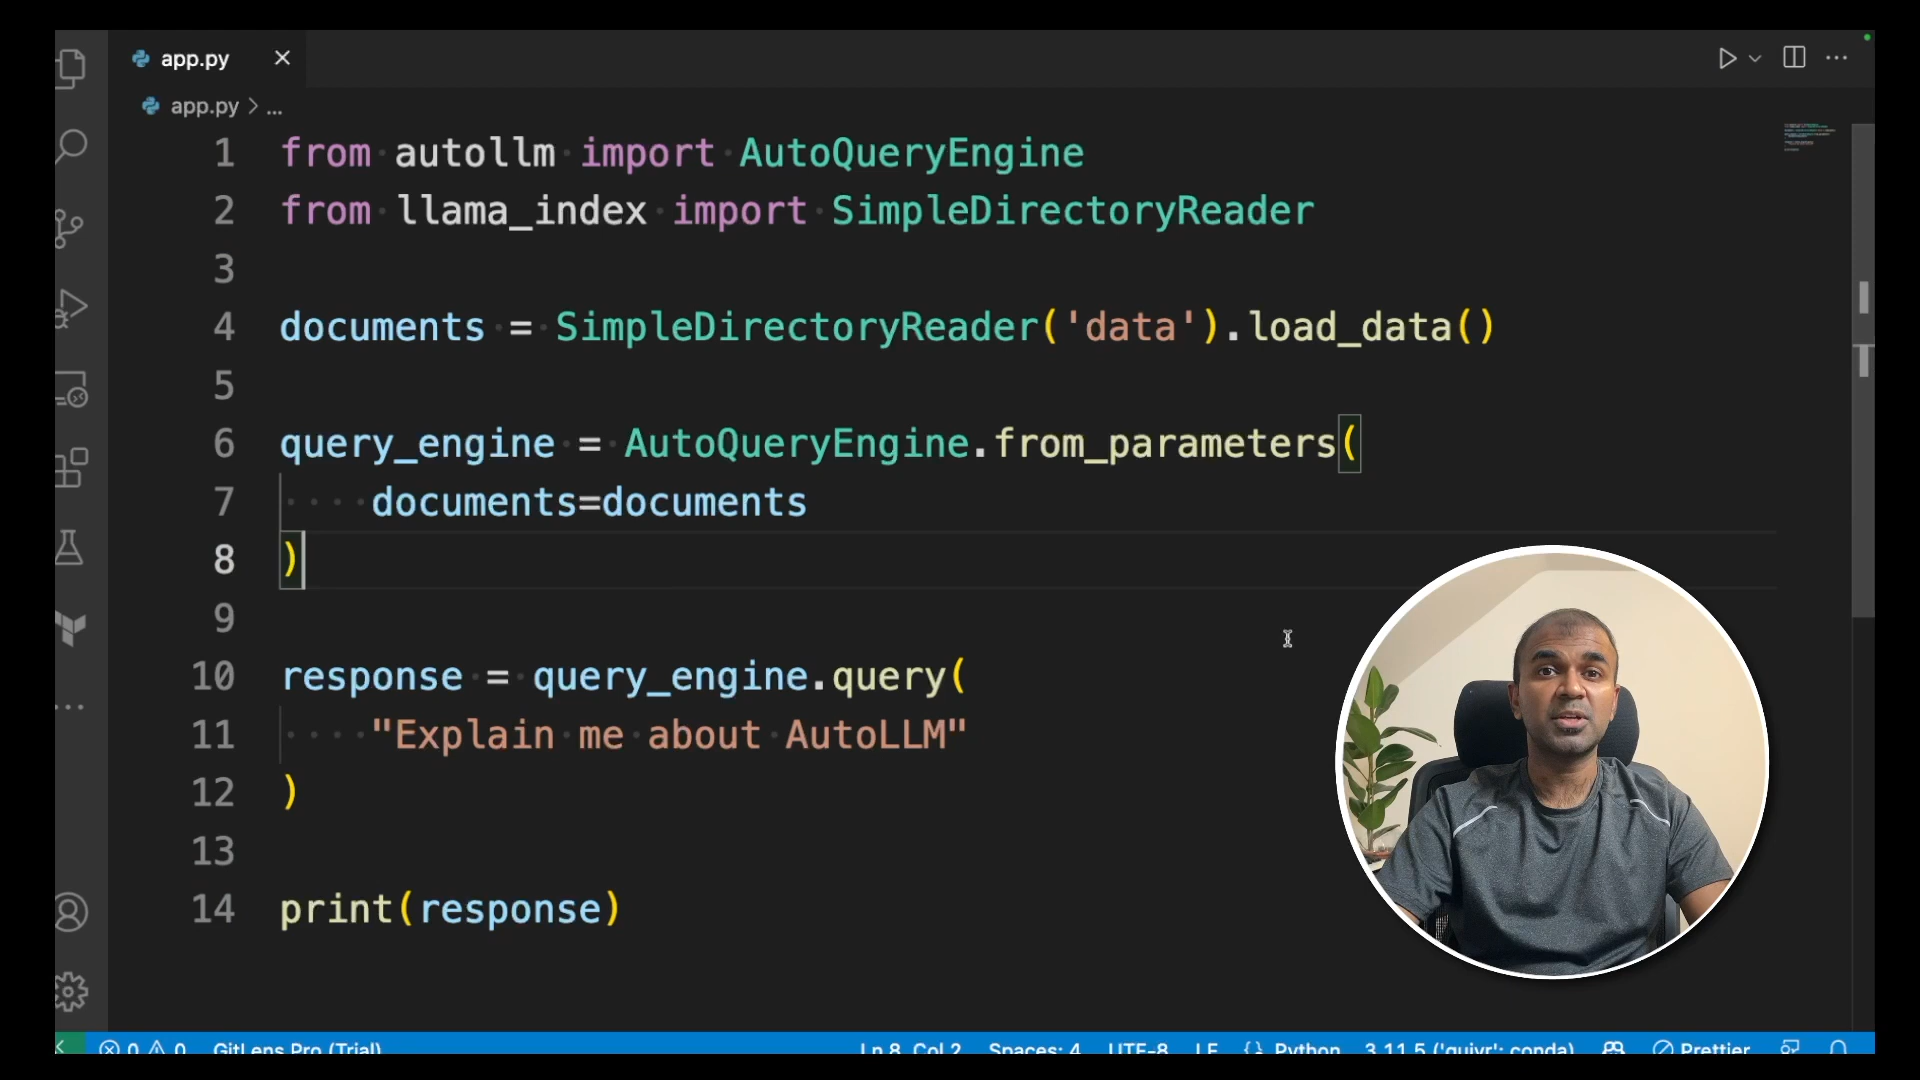 app.py
app.py > ...
1 from autollm import AutoQueryEngine
2 from llama_index import SimpleDirectoryReader
3
4 documents = SimpleDirectoryReader('data').load_data()
5
6 query_engine = AutoQueryEngine.from_parameters(
7     documents=documents
8 )
9
10 response = query_engine.query(
11     "Explain me about AutoLLM"
12 )
13
14 print(response)
0 0 GitLens Pro (Trial) Ln 8, Col 2 Spaces: 4 UTF-8 LF {} Python 3.11.5 ('quivr': conda) Prettier